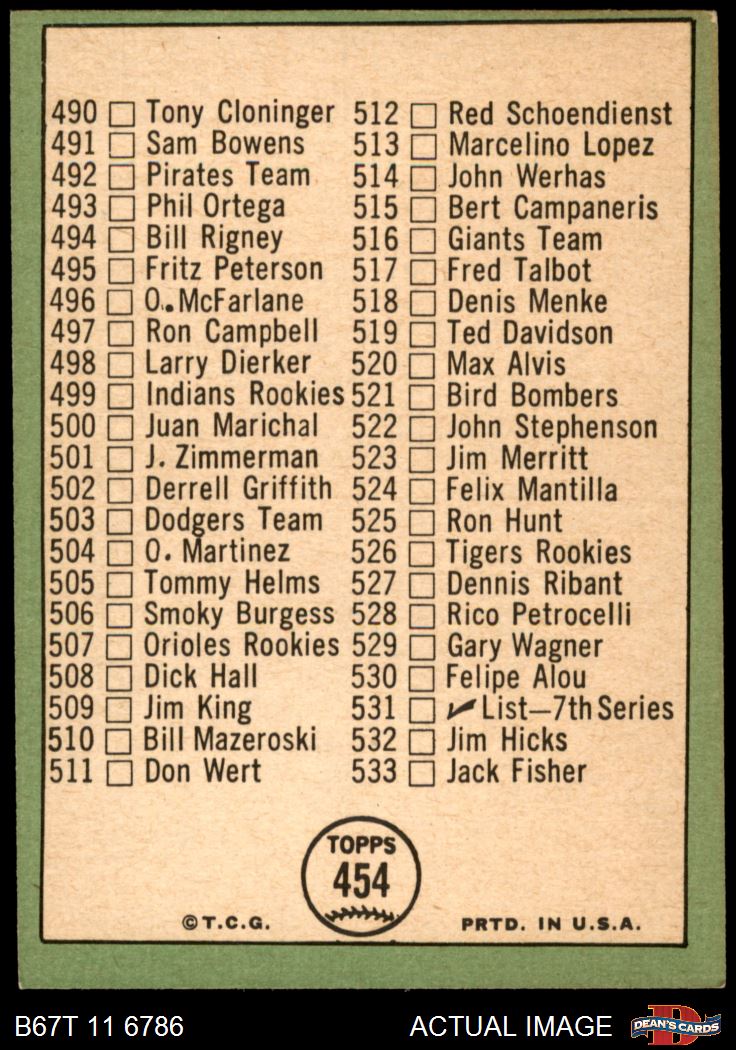 490 Tony Cloninger
491 Sam Bowens
492 Pirates Team
493 Phil Ortega
494 Bill Rigney
495 Fritz Peterson
496 O. McFarlane
497 Ron Campbell
498 Larry Dierker
499 Indians Rookies
500 Juan Marichal
501 J. Zimmerman
502 Derrell Griffith
503 Dodgers Team
504 O. Martinez
505 Tommy Helms
506 Smoky Burgess
507 Orioles Rookies
508 Dick Hall
509 Jim King
510 Bill Mazeroski
511 Don Wert
512 Red Schoendienst
513 Marcelino Lopez
514 John Werhas
515 Bert Campaneris
516 Giants Team
517 Fred Talbot
518 Denis Menke
519 Ted Davidson
520 Max Alvis
521 Bird Bombers
522 John Stephenson
523 Jim Merritt
524 Felix Mantilla
525 Ron Hunt
526 Tigers Rookies
527 Dennis Ribant
528 Rico Petrocelli
529 Gary Wagner
530 Felipe Alou
531 ✓ List—7th Series
532 Jim Hicks
533 Jack Fisher
TOPPS
454
© T.C.G.
PRTD. IN U.S.A.
B67T 11 6786
ACTUAL IMAGE
D
DEAN'S CARDS